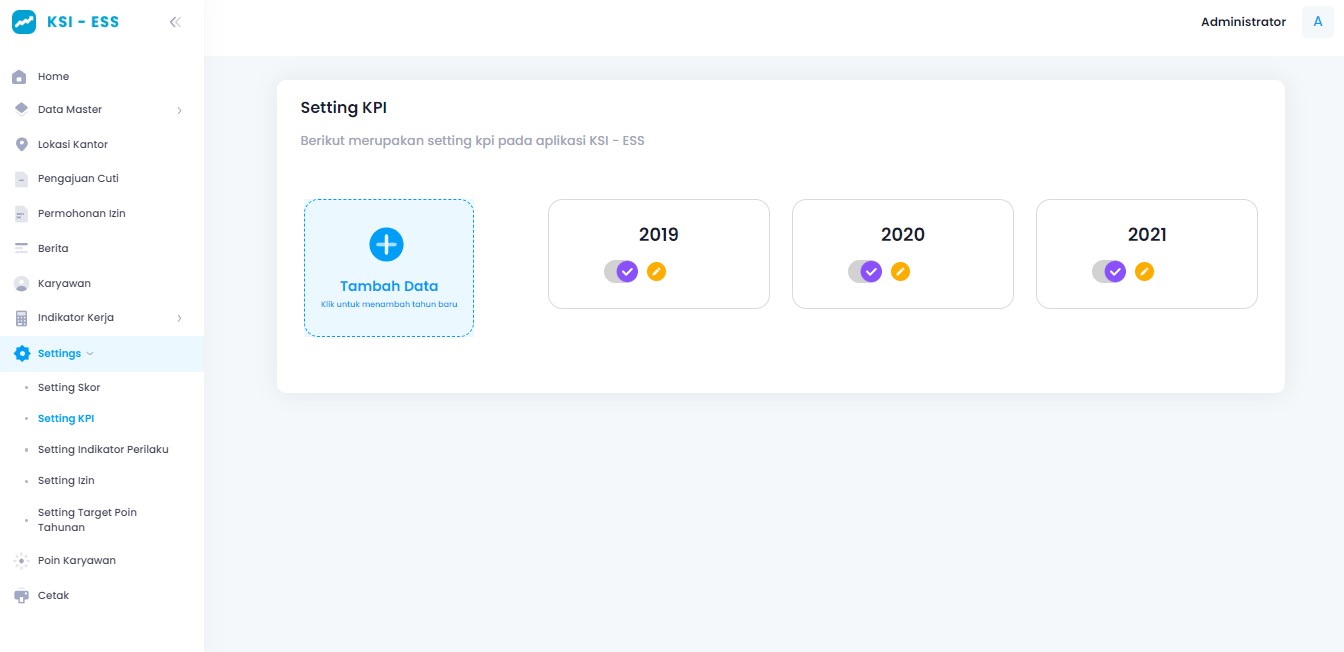 KSI - ESS
Administrator
A
Home
Data Master
Lokasi Kantor
Pengajuan Cuti
Permohonan Izin
Berita
Karyawan
Indikator Kerja
Settings
Setting Skor
Setting KPI
Setting Indikator Perilaku
Setting Izin
Setting Target Poin
Tahunan
Poin Karyawan
Cetak
Setting KPI
Berikut merupakan setting kpi pada aplikasi KSI - ESS
Tambah Data
Klik untuk menambah tahun baru
2019
2020
2021